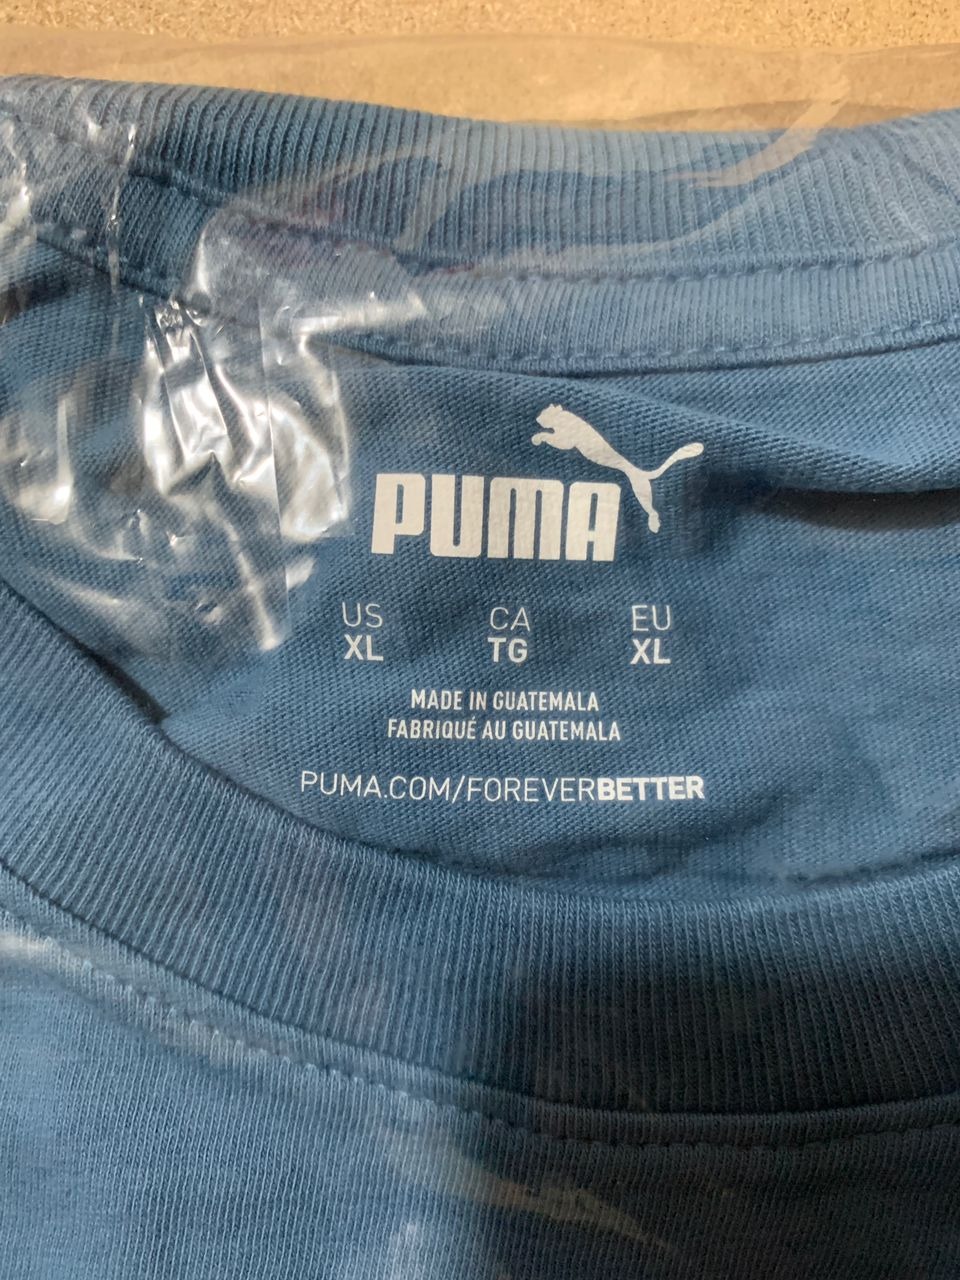 PUMA
US CA EU
XL TG XL
MADE IN GUATEMALA
FABRIQUÉ AU GUATEMALA
PUMA.COM/FOREVERBETTER